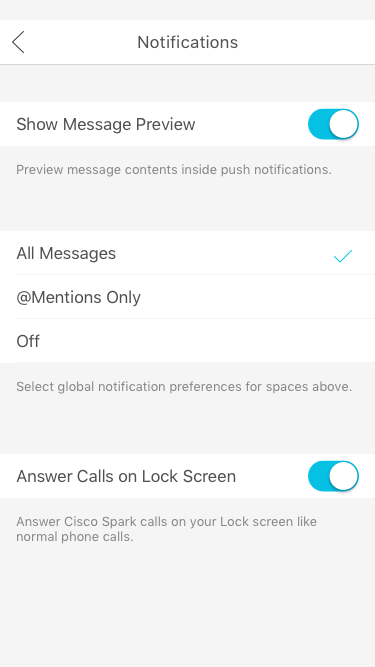 Notifications
Show Message Preview
Preview message contents inside push notifications.
All Messages
@Mentions Only
Off
Select global notification preferences for spaces above.
Answer Calls on Lock Screen
Answer Cisco Spark calls on your Lock screen like
normal phone calls.